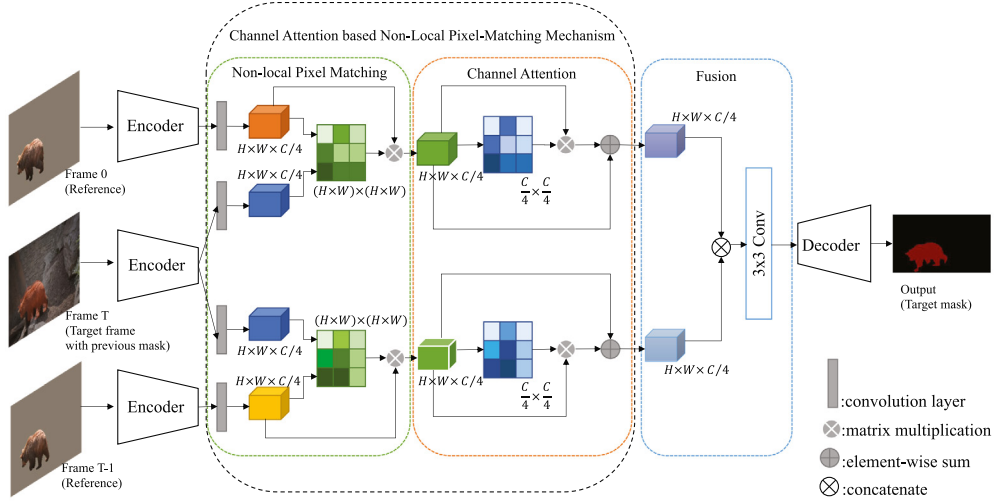 Channel Attention based Non-Local Pixel-Matching Mechanism
Non-local Pixel Matching
Channel Attention
Fusion
Encoder
H×W×C/4
H×W×C/4
(H×W)×(H×W)
H×W×C/4
C/4 × C/4
H×W×C/4
Frame 0
(Reference)
Encoder
Frame T
(Target frame
with previous mask)
3x3 Conv
Decoder
Output
(Target mask)
(H×W)×(H×W)
H×W×C/4
H×W×C/4
H×W×C/4
C/4 × C/4
H×W×C/4
Encoder
Frame T-1
(Reference)
:convolution layer
:matrix multiplication
:element-wise sum
:concatenate